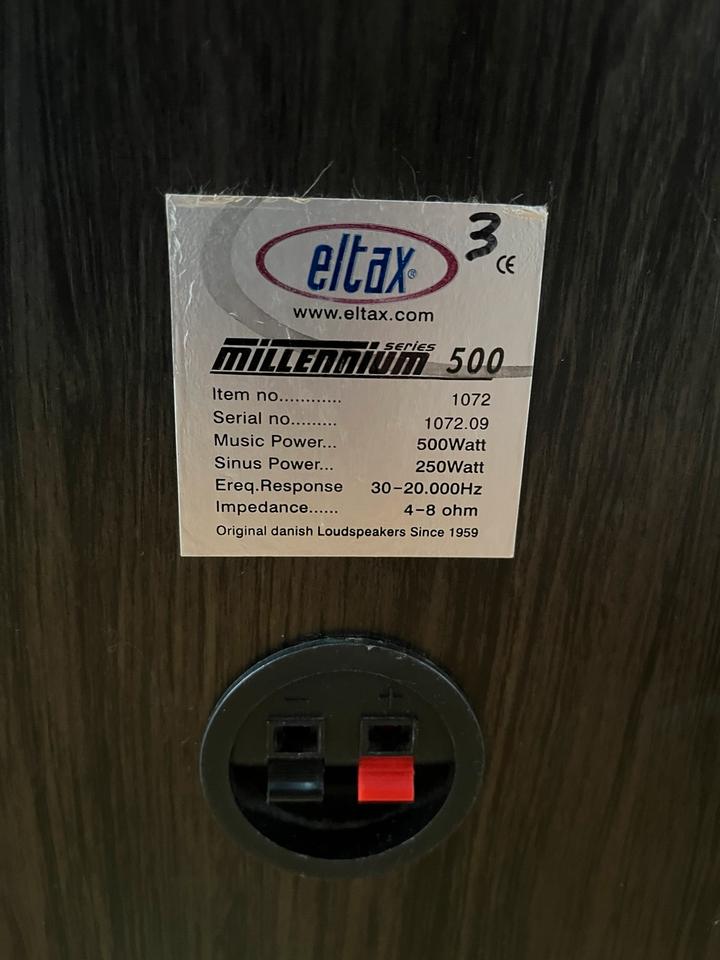 3
eltax®
CE
www.eltax.com
millennium series 500
Item no............ 1072
Serial no......... 1072.09
Music Power... 500Watt
Sinus Power... 250Watt
Ereq.Response 30-20.000Hz
Impedance...... 4-8 ohm
Original danish Loudspeakers Since 1959
- +